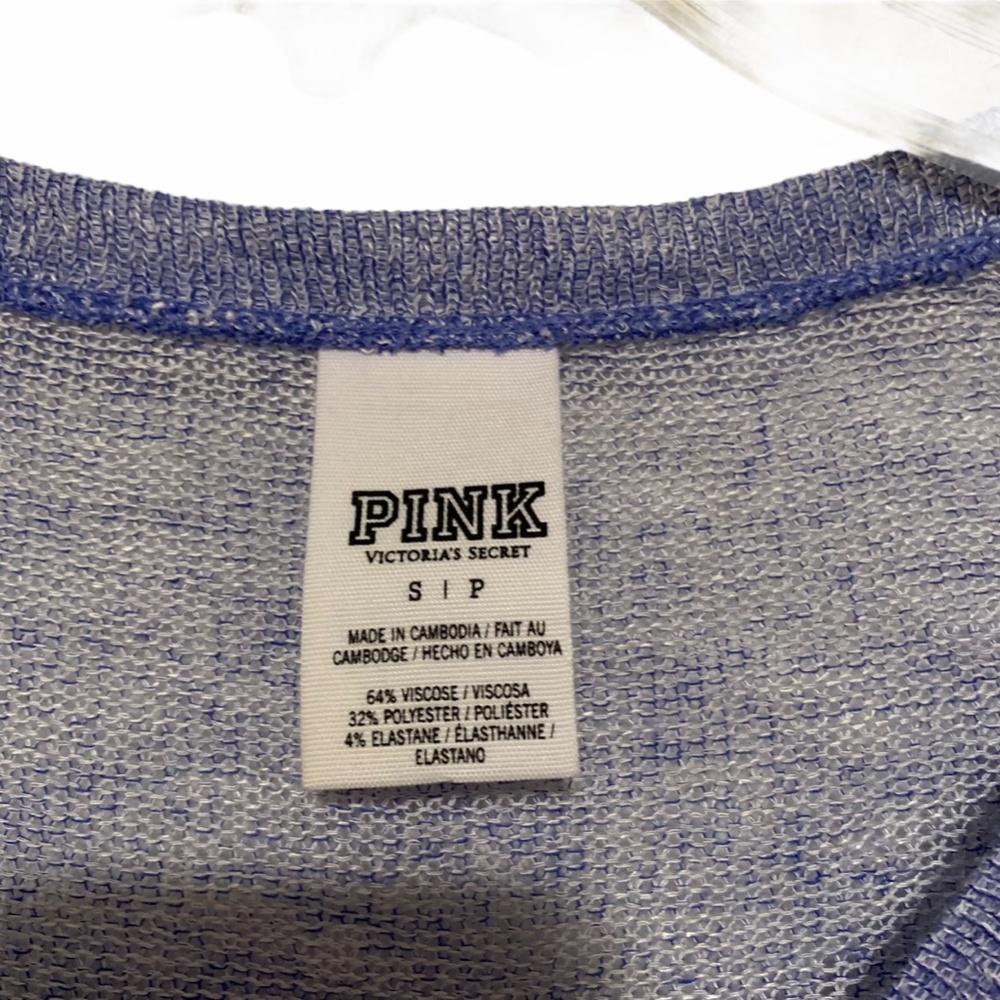 PINK
VICTORIA'S SECRET
S | P
MADE IN CAMBODIA / FAIT AU
CAMBODGE / HECHO EN CAMBOYA
64% VISCOSE / VISCOSA
32% POLYESTER / POLIÉSTER
4% ELASTANE / ÉLASTHANNE /
ELASTANO